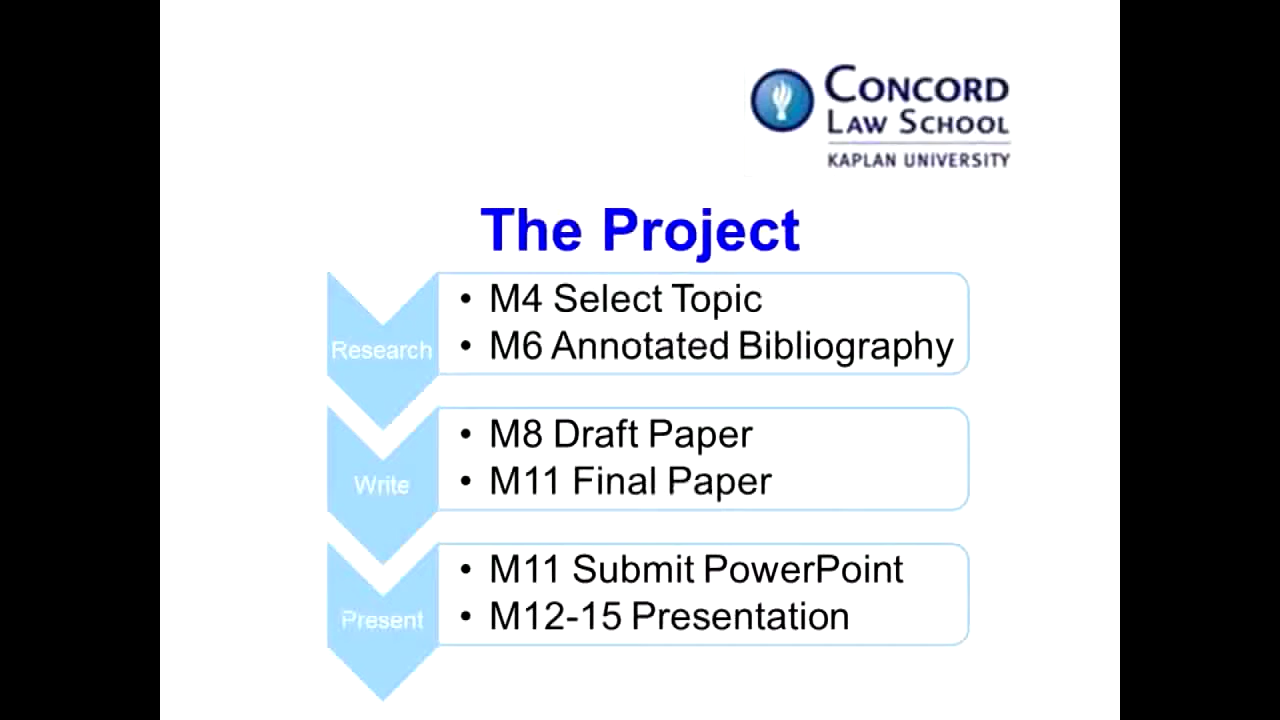 CONCORD
LAW SCHOOL
KAPLAN UNIVERSITY
The Project
Research
• M4 Select Topic
• M6 Annotated Bibliography
Write
• M8 Draft Paper
• M11 Final Paper
Present
• M11 Submit PowerPoint
• M12-15 Presentation